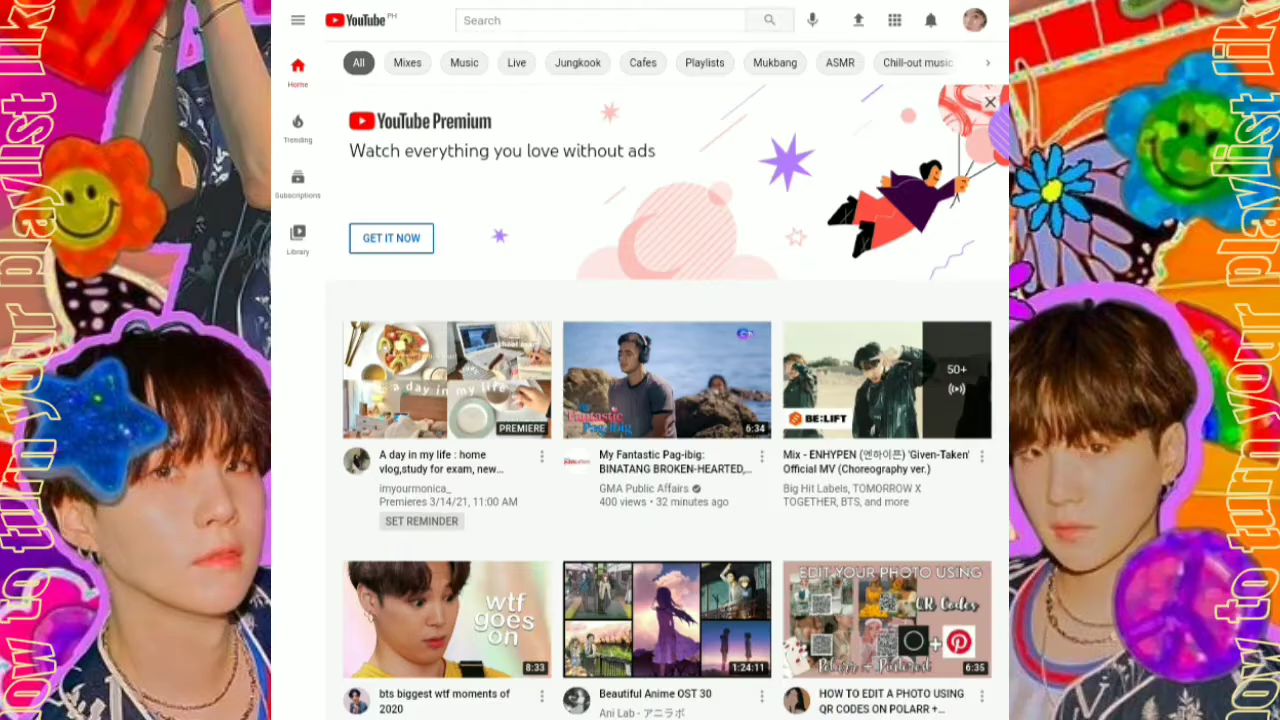 how to turn your playlist like
YouTube PH
Search
All
Mixes
Music
Live
Jungkook
Cafes
Playlists
Mukbang
ASMR
Chill-out music
Home
Trending
Subscriptions
Library
YouTube Premium
Watch everything you love without ads
GET IT NOW
a day in my life
PREMIERE
A day in my life : home
vlog,study for exam, new...
imyourmonica_
Premieres 3/14/21, 11:00 AM
SET REMINDER
Fantastic
Pag-ibig
6:34
My Fantastic Pag-ibig:
BINATANG BROKEN-HEARTED,...
GMA Public Affairs
400 views • 32 minutes ago
BE:LIFT
50+
Mix - ENHYPEN (엔하이픈) 'Given-Taken'
Official MV (Choreography ver.)
Big Hit Labels, TOMORROW X
TOGETHER, BTS, and more
wtf
goes
on
8:33
bts biggest wtf moments of
2020
1:24:11
Beautiful Anime OST 30
Ani Lab - アニラボ
EDIT YOUR PHOTO USING
QR Codes
Polarr + Pinterest
6:35
HOW TO EDIT A PHOTO USING
QR CODES ON POLARR +...
how to turn your playlist like